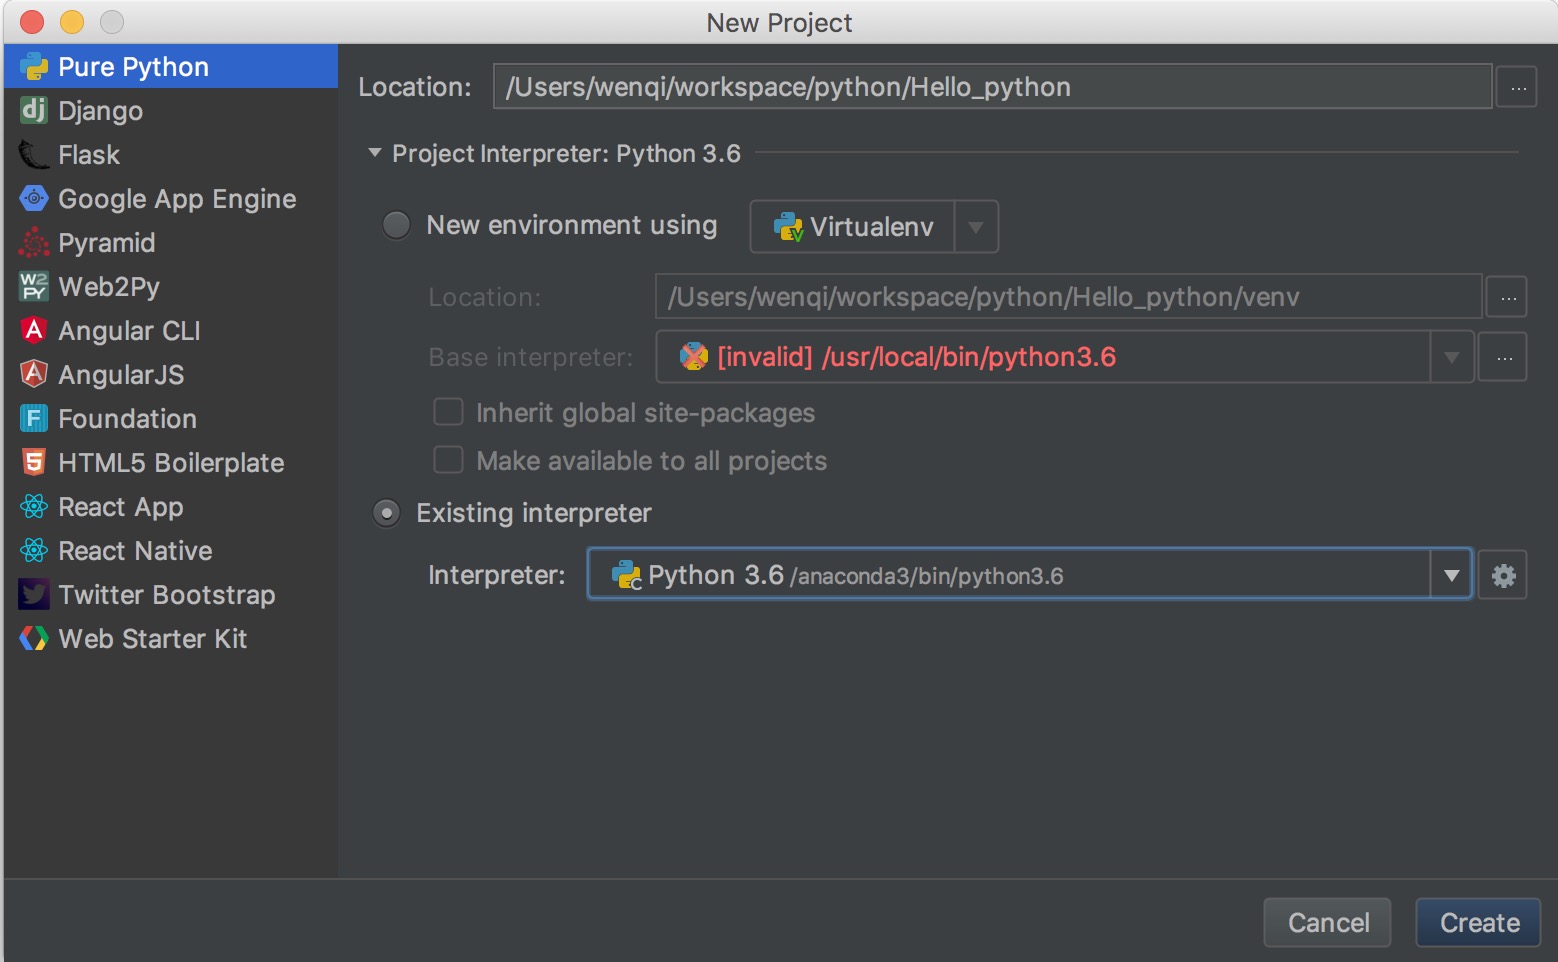 New Project
Pure Python
Django
Flask
Google App Engine
Pyramid
Web2Py
Angular CLI
AngularJS
Foundation
HTML5 Boilerplate
React App
React Native
Twitter Bootstrap
Web Starter Kit
Location: /Users/wenqi/workspace/python/Hello_python ...
Project Interpreter: Python 3.6
New environment using Virtualenv
Location: /Users/wenqi/workspace/python/Hello_python/venv ...
Base interpreter: [invalid] /usr/local/bin/python3.6 ...
Inherit global site-packages
Make available to all projects
Existing interpreter
Interpreter: Python 3.6 /anaconda3/bin/python3.6
Cancel Create